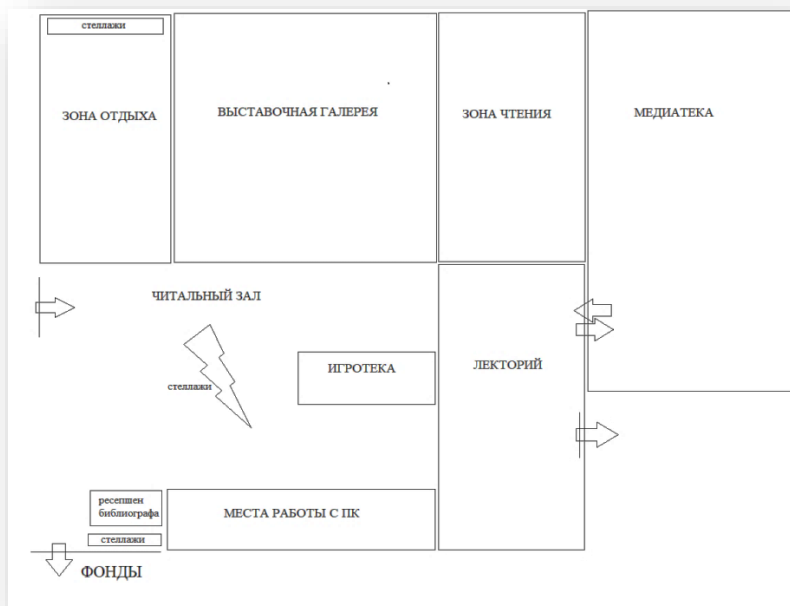 стеллажи
ЗОНА ОТДЫХА
ВЫСТАВОЧНАЯ ГАЛЕРЕЯ
ЗОНА ЧТЕНИЯ
МЕДИАТЕКА
ЧИТАЛЬНЫЙ ЗАЛ
ИГРОТЕКА
ЛЕКТОРИЙ
стеллажи
ресепшен
библиографа
МЕСТА РАБОТЫ С ПК
стеллажи
ФОНДЫ